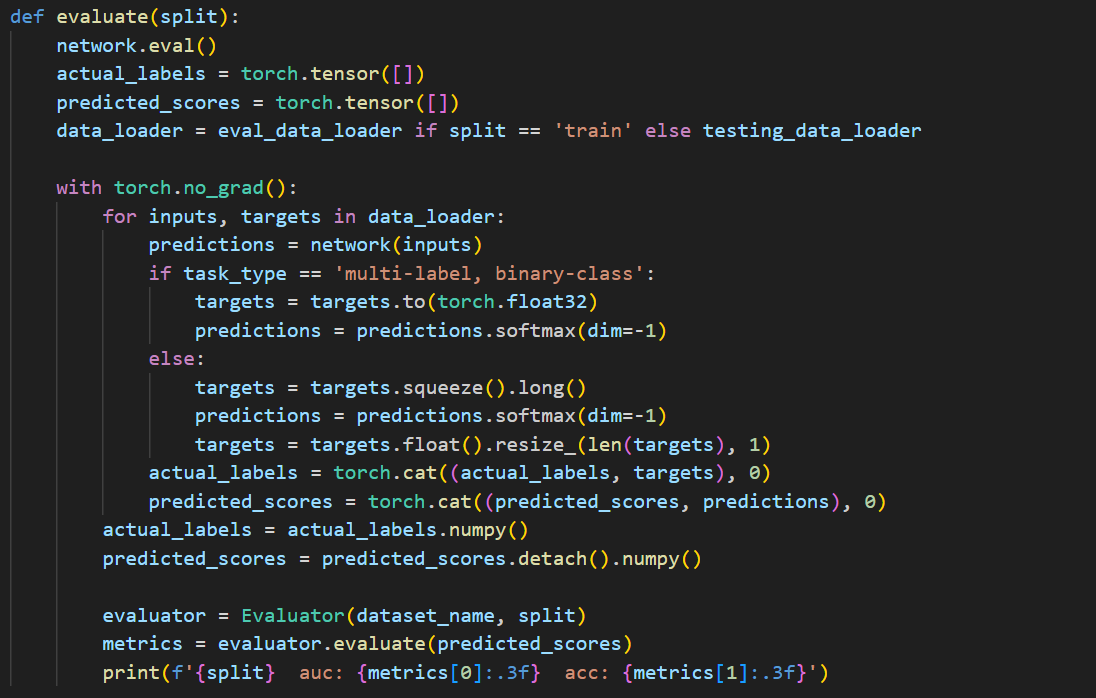 def evaluate(split):
    network.eval()
    actual_labels = torch.tensor([])
    predicted_scores = torch.tensor([])
    data_loader = eval_data_loader if split == 'train' else testing_data_loader

    with torch.no_grad():
        for inputs, targets in data_loader:
            predictions = network(inputs)
            if task_type == 'multi-label, binary-class':
                targets = targets.to(torch.float32)
                predictions = predictions.softmax(dim=-1)
            else:
                targets = targets.squeeze().long()
                predictions = predictions.softmax(dim=-1)
                targets = targets.float().resize_(len(targets), 1)
            actual_labels = torch.cat((actual_labels, targets), 0)
            predicted_scores = torch.cat((predicted_scores, predictions), 0)
        actual_labels = actual_labels.numpy()
        predicted_scores = predicted_scores.detach().numpy()

        evaluator = Evaluator(dataset_name, split)
        metrics = evaluator.evaluate(predicted_scores)
        print(f'{split}  auc: {metrics[0]:.3f}  acc: {metrics[1]:.3f}')